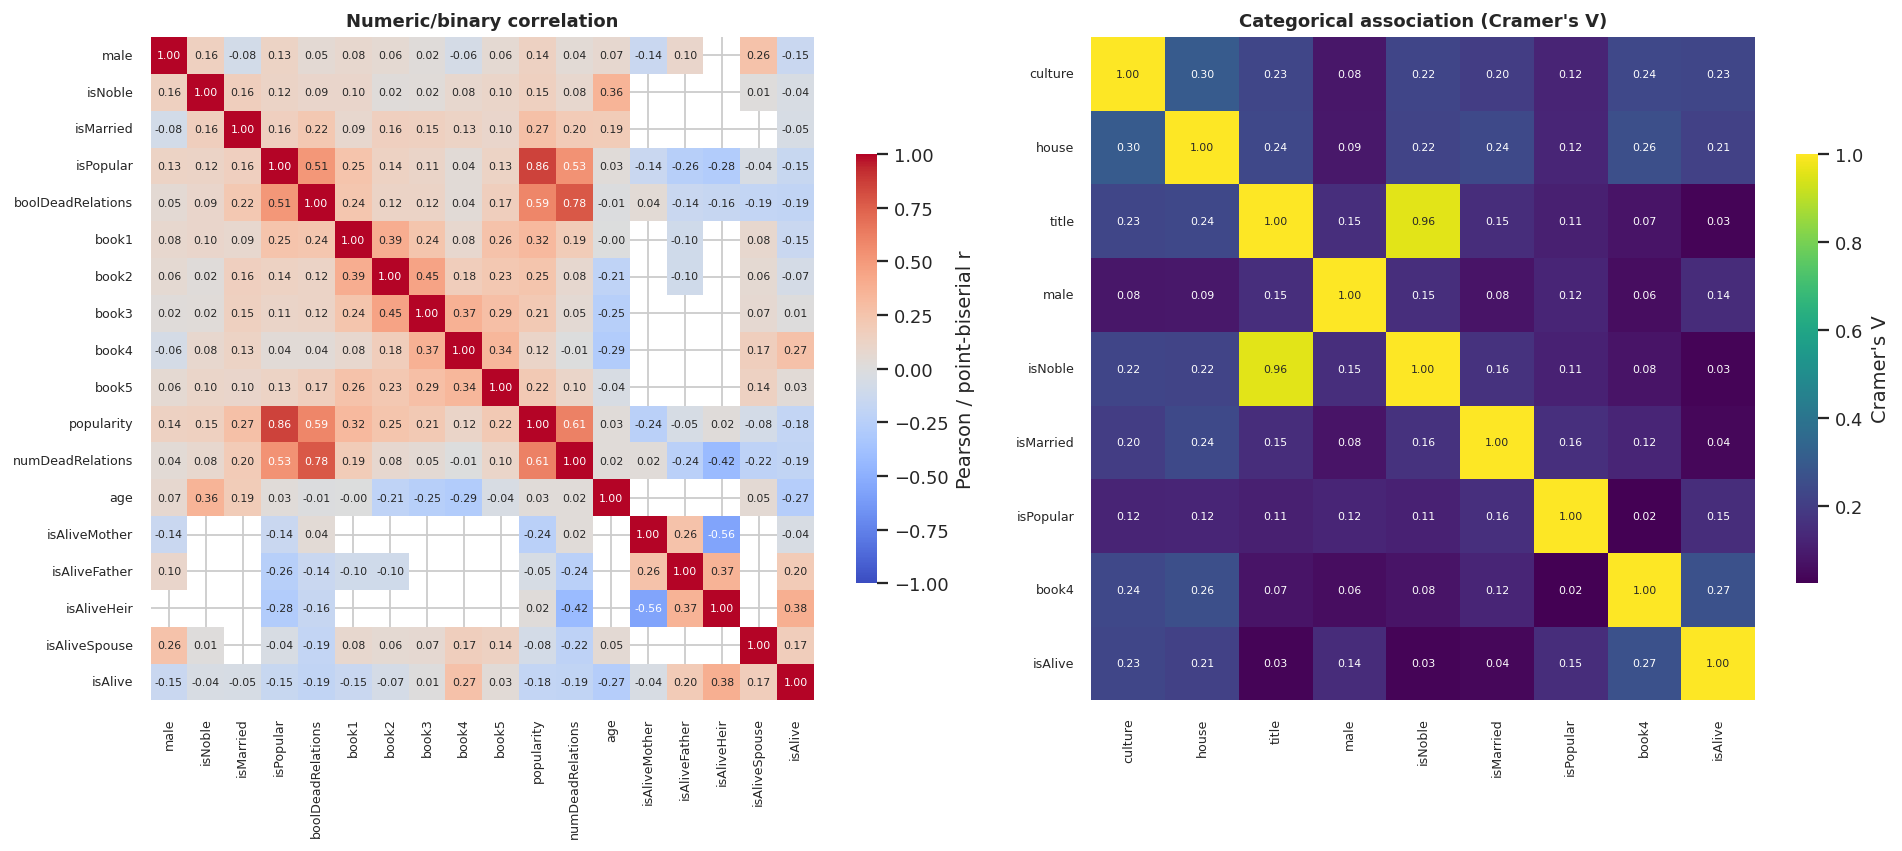 Numeric/binary correlation
male 1.00 0.16 -0.08 0.13 0.05 0.08 0.06 0.02 -0.06 0.06 0.14 0.04 0.07 -0.14 0.10 0.26 -0.15
isNoble 0.16 1.00 0.16 0.12 0.09 0.10 0.02 0.02 0.08 0.10 0.15 0.08 0.36 0.01 -0.04
isMarried -0.08 0.16 1.00 0.16 0.22 0.09 0.16 0.15 0.13 0.10 0.27 0.20 0.19 -0.05
isPopular 0.13 0.12 0.16 1.00 0.51 0.25 0.14 0.11 0.04 0.13 0.86 0.53 0.03 -0.14 -0.26 -0.28 -0.04 -0.15
boolDeadRelations 0.05 0.09 0.22 0.51 1.00 0.24 0.12 0.12 0.04 0.17 0.59 0.78 -0.01 0.04 -0.14 -0.16 -0.19 -0.19
book1 0.08 0.10 0.09 0.25 0.24 1.00 0.39 0.24 0.08 0.26 0.32 0.19 -0.00 -0.10 0.08 -0.15
book2 0.06 0.02 0.16 0.14 0.12 0.39 1.00 0.45 0.18 0.23 0.25 0.08 -0.21 -0.10 0.06 -0.07
book3 0.02 0.02 0.15 0.11 0.12 0.24 0.45 1.00 0.37 0.29 0.21 0.05 -0.25 0.07 0.01
book4 -0.06 0.08 0.13 0.04 0.04 0.08 0.18 0.37 1.00 0.34 0.12 -0.01 -0.29 0.17 0.27
book5 0.06 0.10 0.10 0.13 0.17 0.26 0.23 0.29 0.34 1.00 0.22 0.10 -0.04 0.14 0.03
popularity 0.14 0.15 0.27 0.86 0.59 0.32 0.25 0.21 0.12 0.22 1.00 0.61 0.03 -0.24 -0.05 0.02 -0.08 -0.18
numDeadRelations 0.04 0.08 0.20 0.53 0.78 0.19 0.08 0.05 -0.01 0.10 0.61 1.00 0.02 0.02 -0.24 -0.42 -0.22 -0.19
age 0.07 0.36 0.19 0.03 -0.01 -0.00 -0.21 -0.25 -0.29 -0.04 0.03 0.02 1.00 0.05 -0.27
isAliveMother -0.14 -0.14 0.04 -0.24 0.02 1.00 0.26 -0.56 -0.04
isAliveFather 0.10 -0.26 -0.14 -0.10 -0.10 -0.05 -0.24 0.26 1.00 0.37 0.20
isAliveHeir -0.28 -0.16 0.02 -0.42 -0.56 0.37 1.00 0.38
isAliveSpouse 0.26 0.01 -0.04 -0.19 0.08 0.06 0.07 0.17 0.14 -0.08 -0.22 0.05 1.00 0.17
isAlive -0.15 -0.04 -0.05 -0.15 -0.19 -0.15 -0.07 0.01 0.27 0.03 -0.18 -0.19 -0.27 -0.04 0.20 0.38 0.17 1.00
male isNoble isMarried isPopular boolDeadRelations book1 book2 book3 book4 book5 popularity numDeadRelations age isAliveMother isAliveFather isAliveHeir isAliveSpouse isAlive
1.00
0.75
0.50
0.25
0.00
−0.25
−0.50
−0.75
−1.00
Pearson / point-biserial r
Categorical association (Cramer's V)
culture 1.00 0.30 0.23 0.08 0.22 0.20 0.12 0.24 0.23
house 0.30 1.00 0.24 0.09 0.22 0.24 0.12 0.26 0.21
title 0.23 0.24 1.00 0.15 0.96 0.15 0.11 0.07 0.03
male 0.08 0.09 0.15 1.00 0.15 0.08 0.12 0.06 0.14
isNoble 0.22 0.22 0.96 0.15 1.00 0.16 0.11 0.08 0.03
isMarried 0.20 0.24 0.15 0.08 0.16 1.00 0.16 0.12 0.04
isPopular 0.12 0.12 0.11 0.12 0.11 0.16 1.00 0.02 0.15
book4 0.24 0.26 0.07 0.06 0.08 0.12 0.02 1.00 0.27
isAlive 0.23 0.21 0.03 0.14 0.03 0.04 0.15 0.27 1.00
culture house title male isNoble isMarried isPopular book4 isAlive
1.0
0.8
0.6
0.4
0.2
Cramer's V